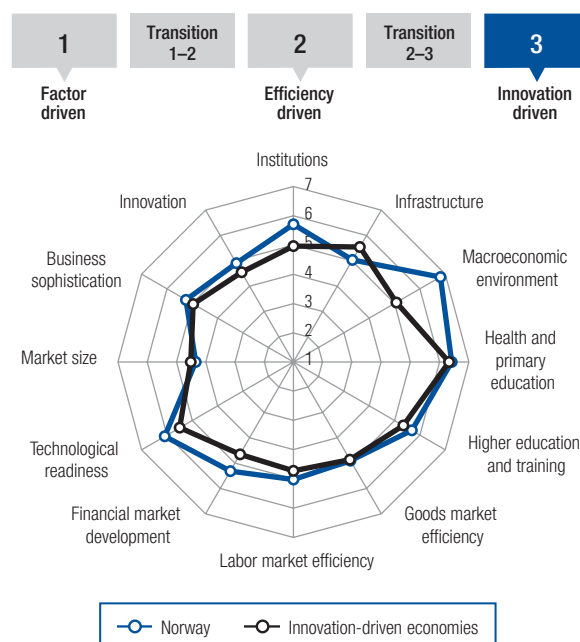 1
Transition
1–2
2
Transition
2–3
3
Factor
driven
Efficiency
driven
Innovation
driven
Institutions
Innovation
Infrastructure
Business
sophistication
Macroeconomic
environment
Market size
Health and
primary
education
Technological
readiness
Higher education
and training
Financial market
development
Goods market
efficiency
Labor market efficiency
7
6
5
4
3
2
1
Norway
Innovation-driven economies